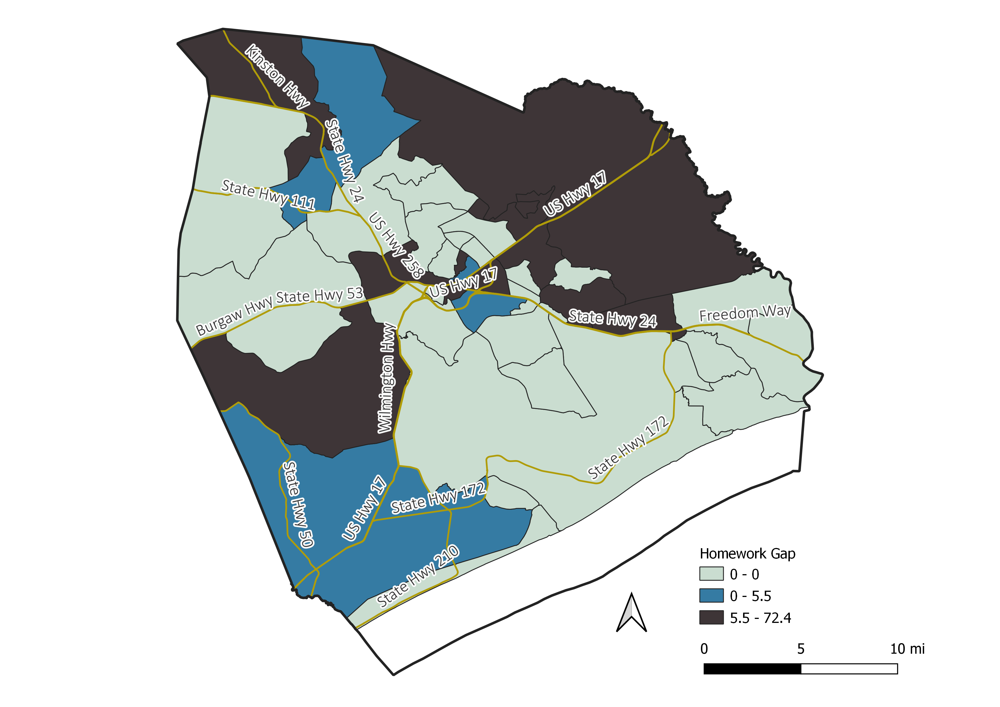 Kinston Hwy
State Hwy 24
State Hwy 111
US Hwy 17
US Hwy 258
US Hwy 17
Burgaw Hwy
State Hwy 53
State Hwy 24
Freedom Way
Wilmington Hwy
State Hwy 172
State Hwy 50
US Hwy 17
State Hwy 172
State Hwy 210
Homework Gap
0 - 0
0 - 5.5
5.5 - 72.4
0 5 10 mi